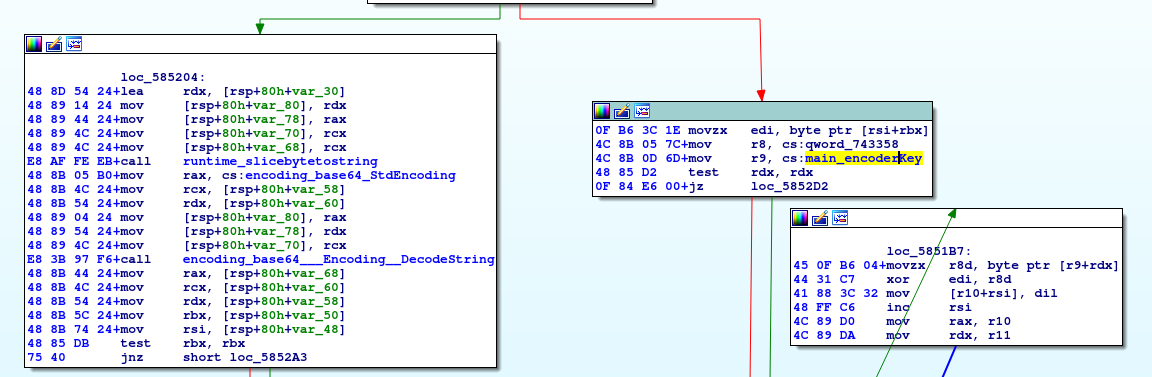 loc_585204:
48 8D 54 24+lea rdx, [rsp+80h+var_30]
48 89 14 24 mov [rsp+80h+var_80], rdx
48 89 44 24+mov [rsp+80h+var_78], rax
48 89 4C 24+mov [rsp+80h+var_70], rcx
48 89 4C 24+mov [rsp+80h+var_68], rcx
E8 AF FE EB+call runtime_slicebytetostring
48 8B 05 B0+mov rax, cs:encoding_base64_StdEncoding
48 8B 4C 24+mov rcx, [rsp+80h+var_58]
48 8B 54 24+mov rdx, [rsp+80h+var_60]
48 89 04 24 mov [rsp+80h+var_80], rax
48 89 54 24+mov [rsp+80h+var_78], rdx
48 89 4C 24+mov [rsp+80h+var_70], rcx
E8 3B 97 F6+call encoding_base64___Encoding__DecodeString
48 8B 44 24+mov rax, [rsp+80h+var_68]
48 8B 4C 24+mov rcx, [rsp+80h+var_60]
48 8B 54 24+mov rdx, [rsp+80h+var_58]
48 8B 5C 24+mov rbx, [rsp+80h+var_50]
48 8B 74 24+mov rsi, [rsp+80h+var_48]
48 85 DB test rbx, rbx
75 40 jnz short loc_5852A3
0F B6 3C 1E movzx edi, byte ptr [rsi+rbx]
4C 8B 05 7C+mov r8, cs:qword_743358
4C 8B 0D 6D+mov r9, cs:main_encoderKey
48 85 D2 test rdx, rdx
0F 84 E6 00+jz loc_5852D2
loc_5851B7:
45 0F B6 04+movzx r8d, byte ptr [r9+rdx]
44 31 C7 xor edi, r8d
41 88 3C 32 mov [r10+rsi], dil
48 FF C6 inc rsi
4C 89 D0 mov rax, r10
4C 89 DA mov rdx, r11